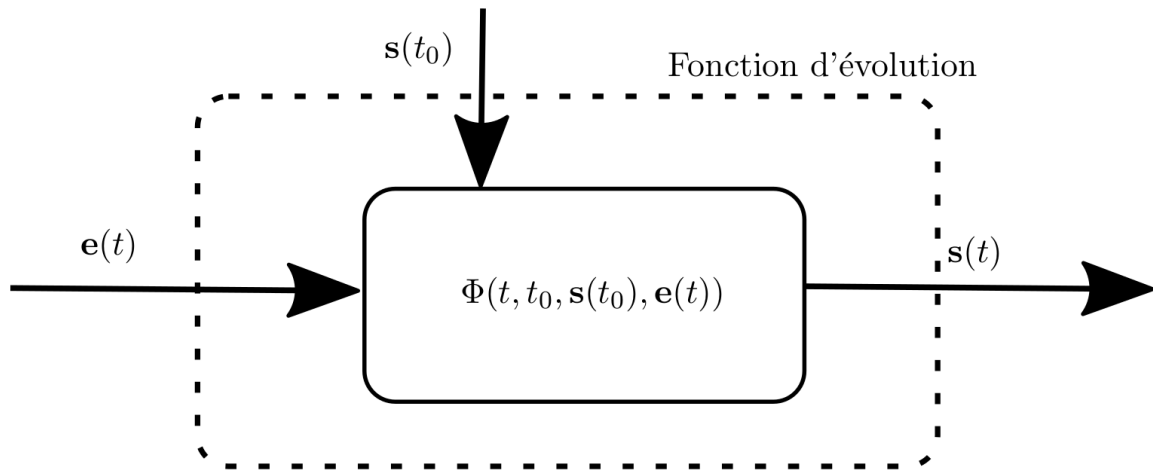 s(t₀)
Fonction d'évolution
e(t)
Φ(t, t₀, s(t₀), e(t))
s(t)